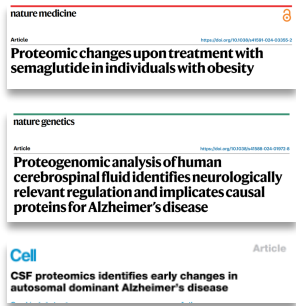 nature medicine
Article
https://doi.org/10.1038/s41591-024-03355-2
Proteomic changes upon treatment with
semaglutide in individuals with obesity
nature genetics
Article
https://doi.org/10.1038/s41588-024-01972-8
Proteogenomic analysis of human
cerebrospinal fluid identifies neurologically
relevant regulation and implicates causal
proteins for Alzheimer's disease
Cell
Article
CSF proteomics identifies early changes in
autosomal dominant Alzheimer's disease